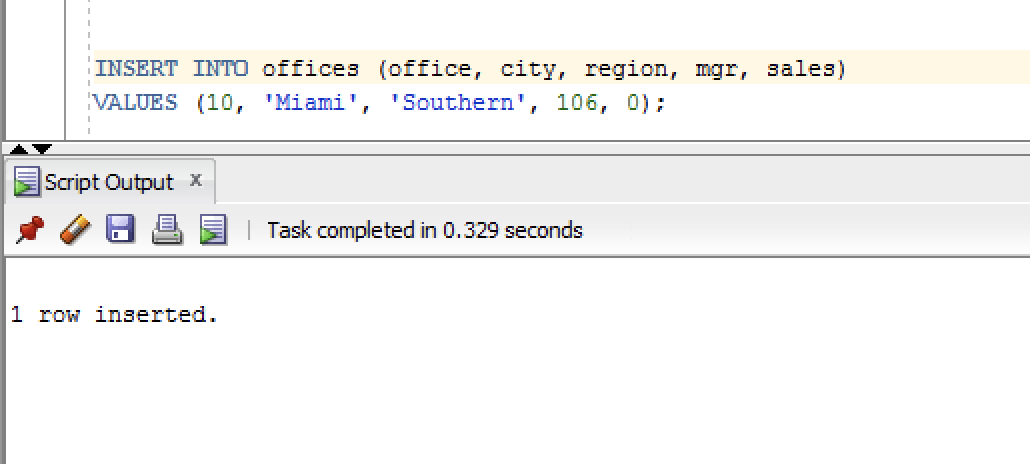 INSERT INTO offices (office, city, region, mgr, sales)
VALUES (10, 'Miami', 'Southern', 106, 0);
Script Output x
Task completed in 0.329 seconds
1 row inserted.